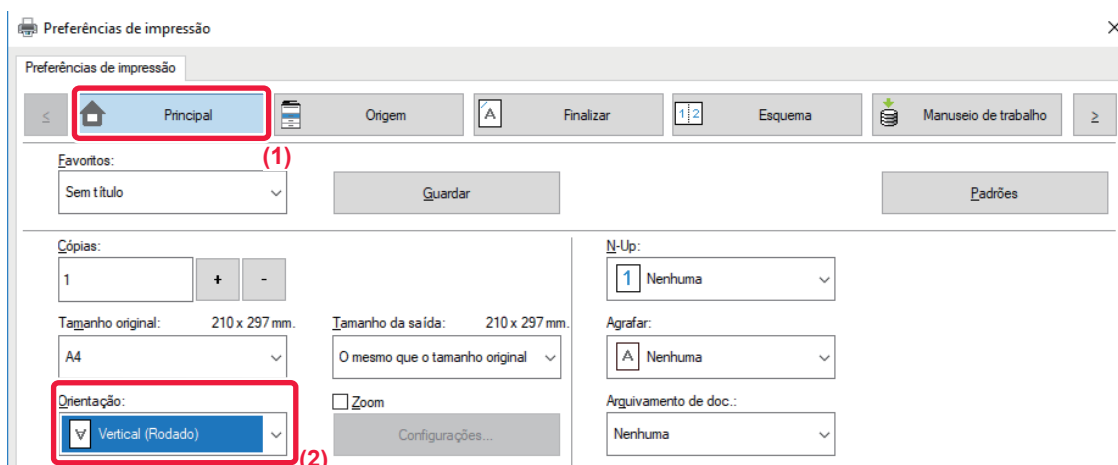 Preferências de impressão
Preferências de impressão
< Principal Origem A Finalizar 1 2 Esquema Manuseio de trabalho >
(1)
Favoritos:
Sem título Guardar Padrões
Cópias: N-Up:
1 + - 1 Nenhuma
Tamanho original: 210 x 297 mm. Tamanho da saída: 210 x 297 mm. Agrafar:
A4 O mesmo que o tamanho original A Nenhuma
Orientação: Zoom Arquivamento de doc.:
A Vertical (Rodado) Configurações... Nenhuma
(2)